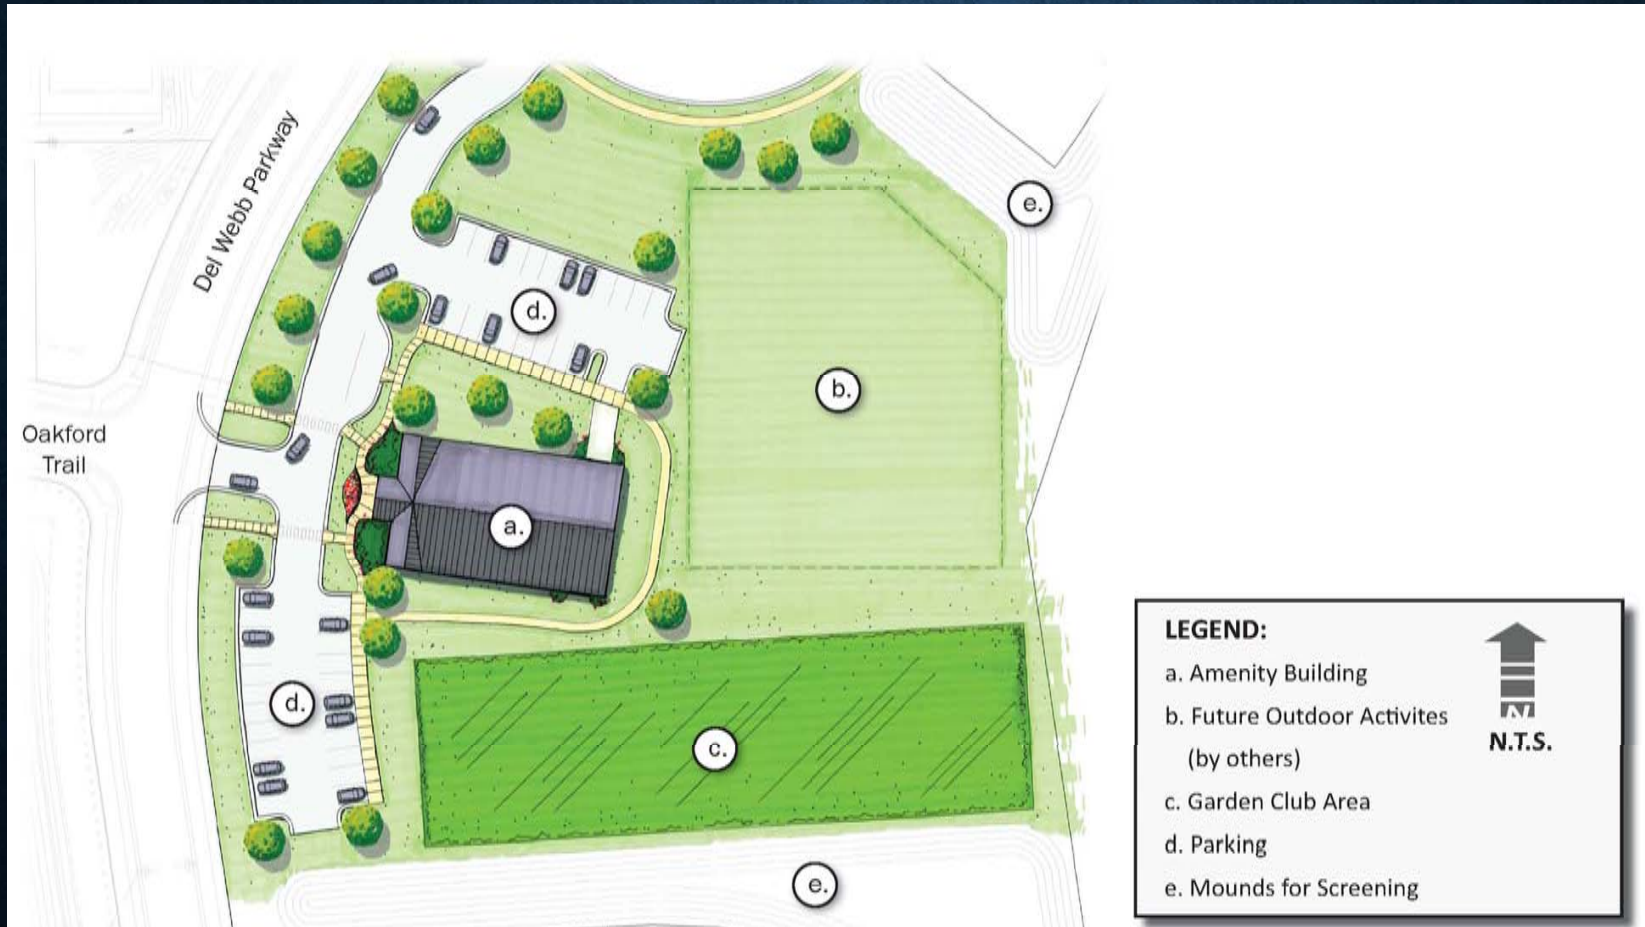 Del Webb Parkway
e.
d.
b.
Oakford
Trail
a.
d.
c.
e.
LEGEND:
a. Amenity Building
b. Future Outdoor Activites
(by others)
c. Garden Club Area
d. Parking
e. Mounds for Screening
N
N.T.S.